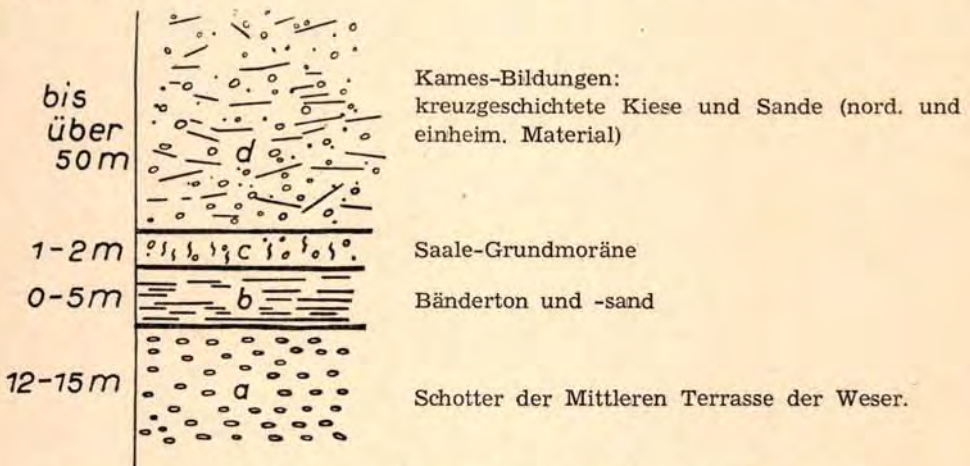 bis
über
50 m
d
Kames-Bildungen:
kreuzgeschichtete Kiese und Sande (nord. und
einheim. Material)
1-2 m
c
Saale-Grundmoräne
0-5 m
b
Bänderton und -sand
12-15 m
a
Schotter der Mittleren Terrasse der Weser.